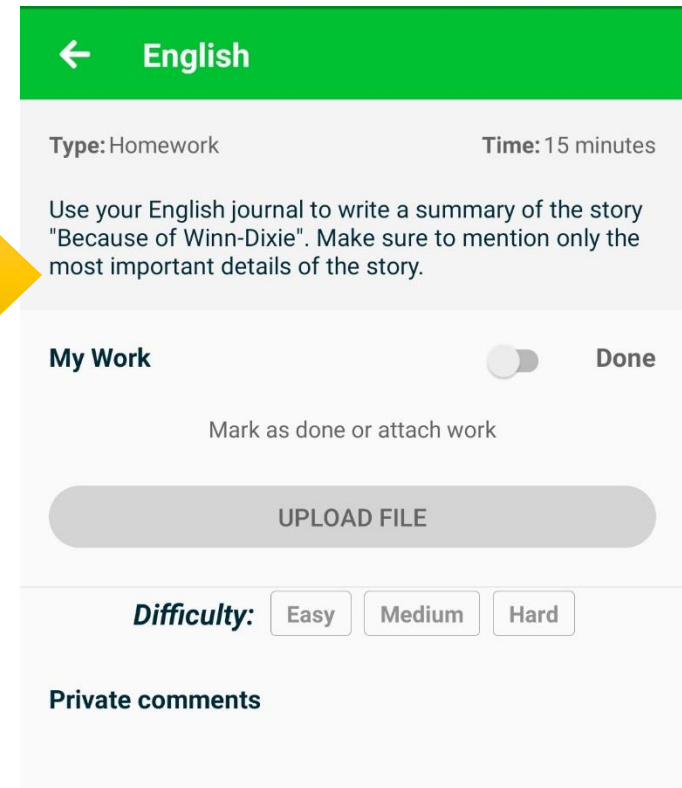 English
Type: Homework Time: 15 minutes
Use your English journal to write a summary of the story
"Because of Winn-Dixie". Make sure to mention only the
most important details of the story.
My Work Done
Mark as done or attach work
UPLOAD FILE
Difficulty: Easy Medium Hard
Private comments